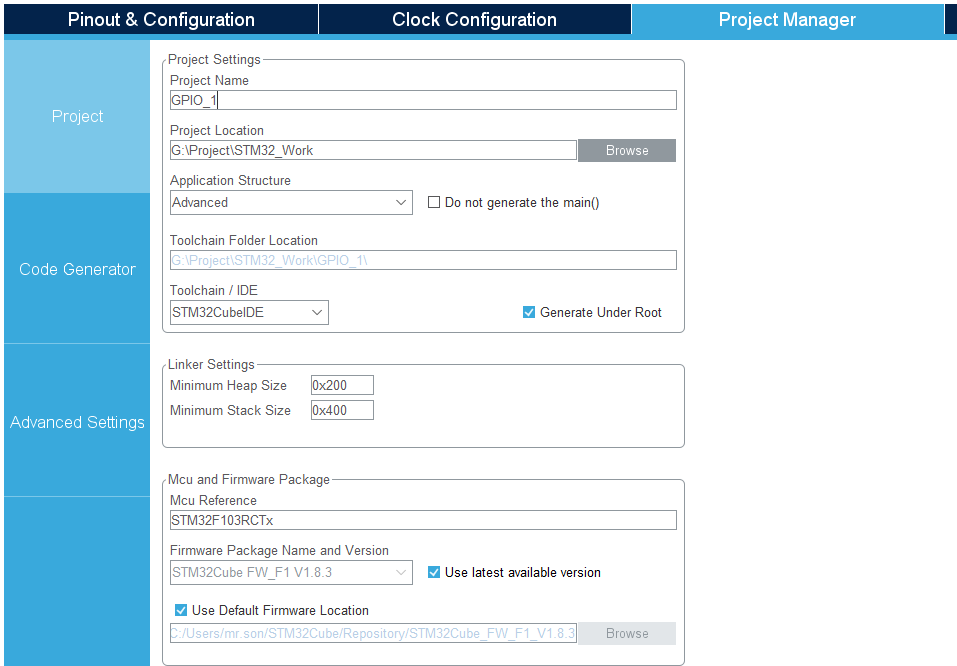 Pinout & Configuration
Clock Configuration
Project Manager
Project
Code Generator
Advanced Settings
Project Settings
Project Name
GPIO_1
Project Location
G:\Project\STM32_Work
Browse
Application Structure
Advanced
Do not generate the main()
Toolchain Folder Location
G:\Project\STM32_Work\GPIO_1\
Toolchain / IDE
STM32CubeIDE
Generate Under Root
Linker Settings
Minimum Heap Size
0x200
Minimum Stack Size
0x400
Mcu and Firmware Package
Mcu Reference
STM32F103RCTx
Firmware Package Name and Version
STM32Cube FW_F1 V1.8.3
Use latest available version
Use Default Firmware Location
C:/Users/mr.son/STM32Cube/Repository/STM32Cube_FW_F1_V1.8.3
Browse